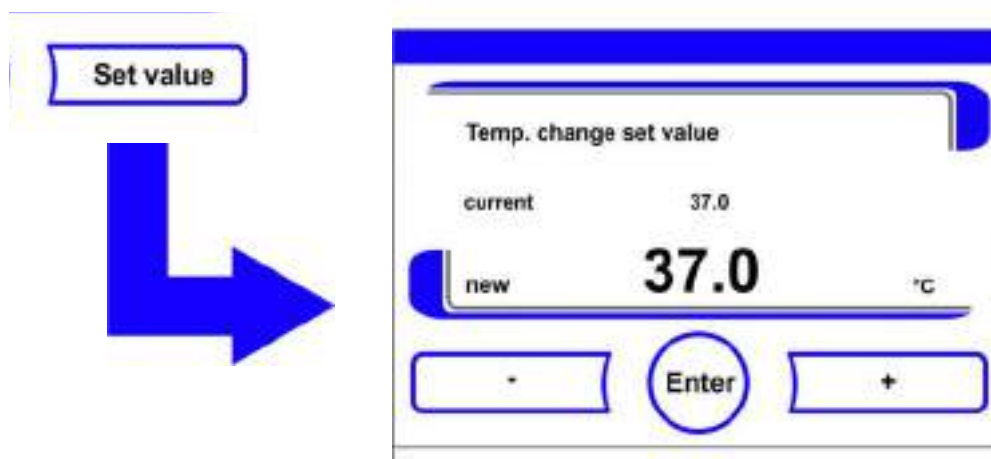 Set value
Temp. change set value
current 37.0
new 37.0 °C
- Enter +